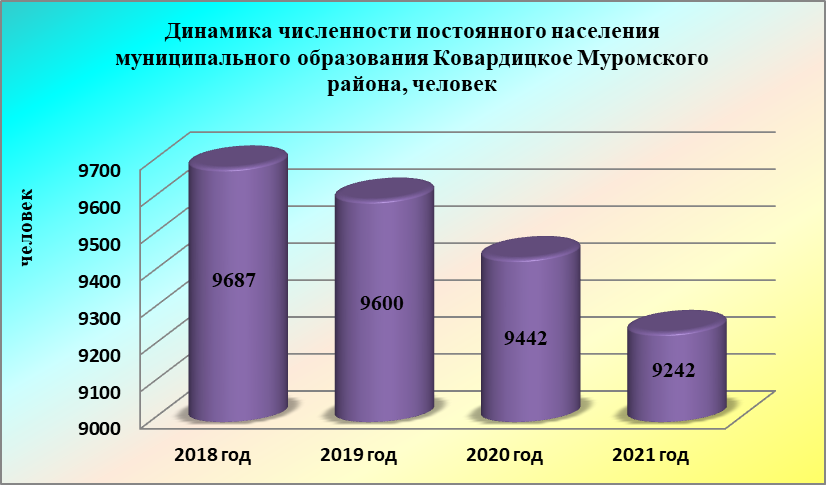 Динамика численности постоянного населения
муниципального образования Ковардицкое Муромского
района, человек
человек
9700
9600
9500
9400
9300
9200
9100
9000
9687
9600
9442
9242
2018 год
2019 год
2020 год
2021 год